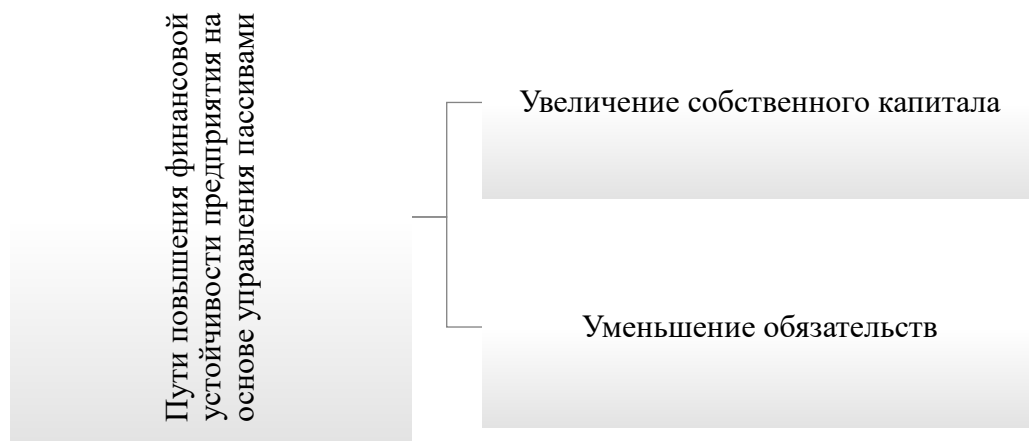 Пути повышения финансовой
устойчивости предприятия на
основе управления пассивами
Увеличение собственного капитала
Уменьшение обязательств